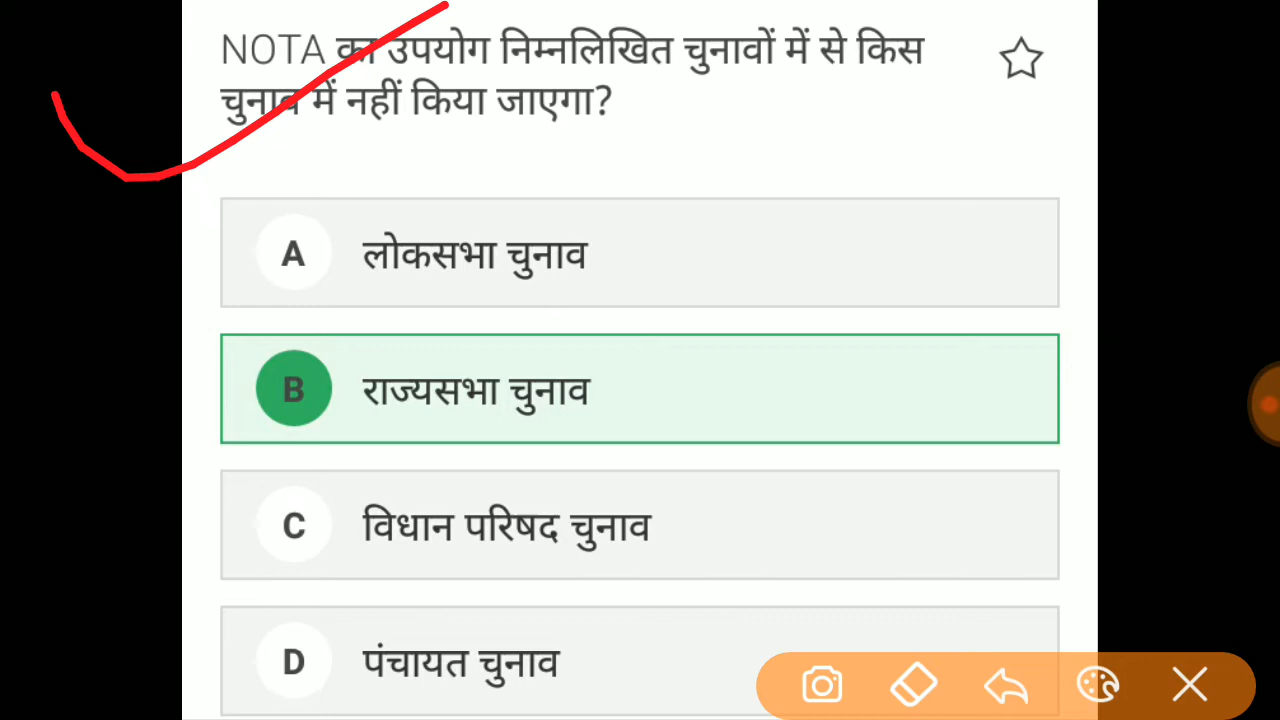 NOTA का उपयोग निम्नलिखित चुनावों में से किस
चुनाव में नहीं किया जाएगा?
A लोकसभा चुनाव
B राज्यसभा चुनाव
C विधान परिषद चुनाव
D पंचायत चुनाव